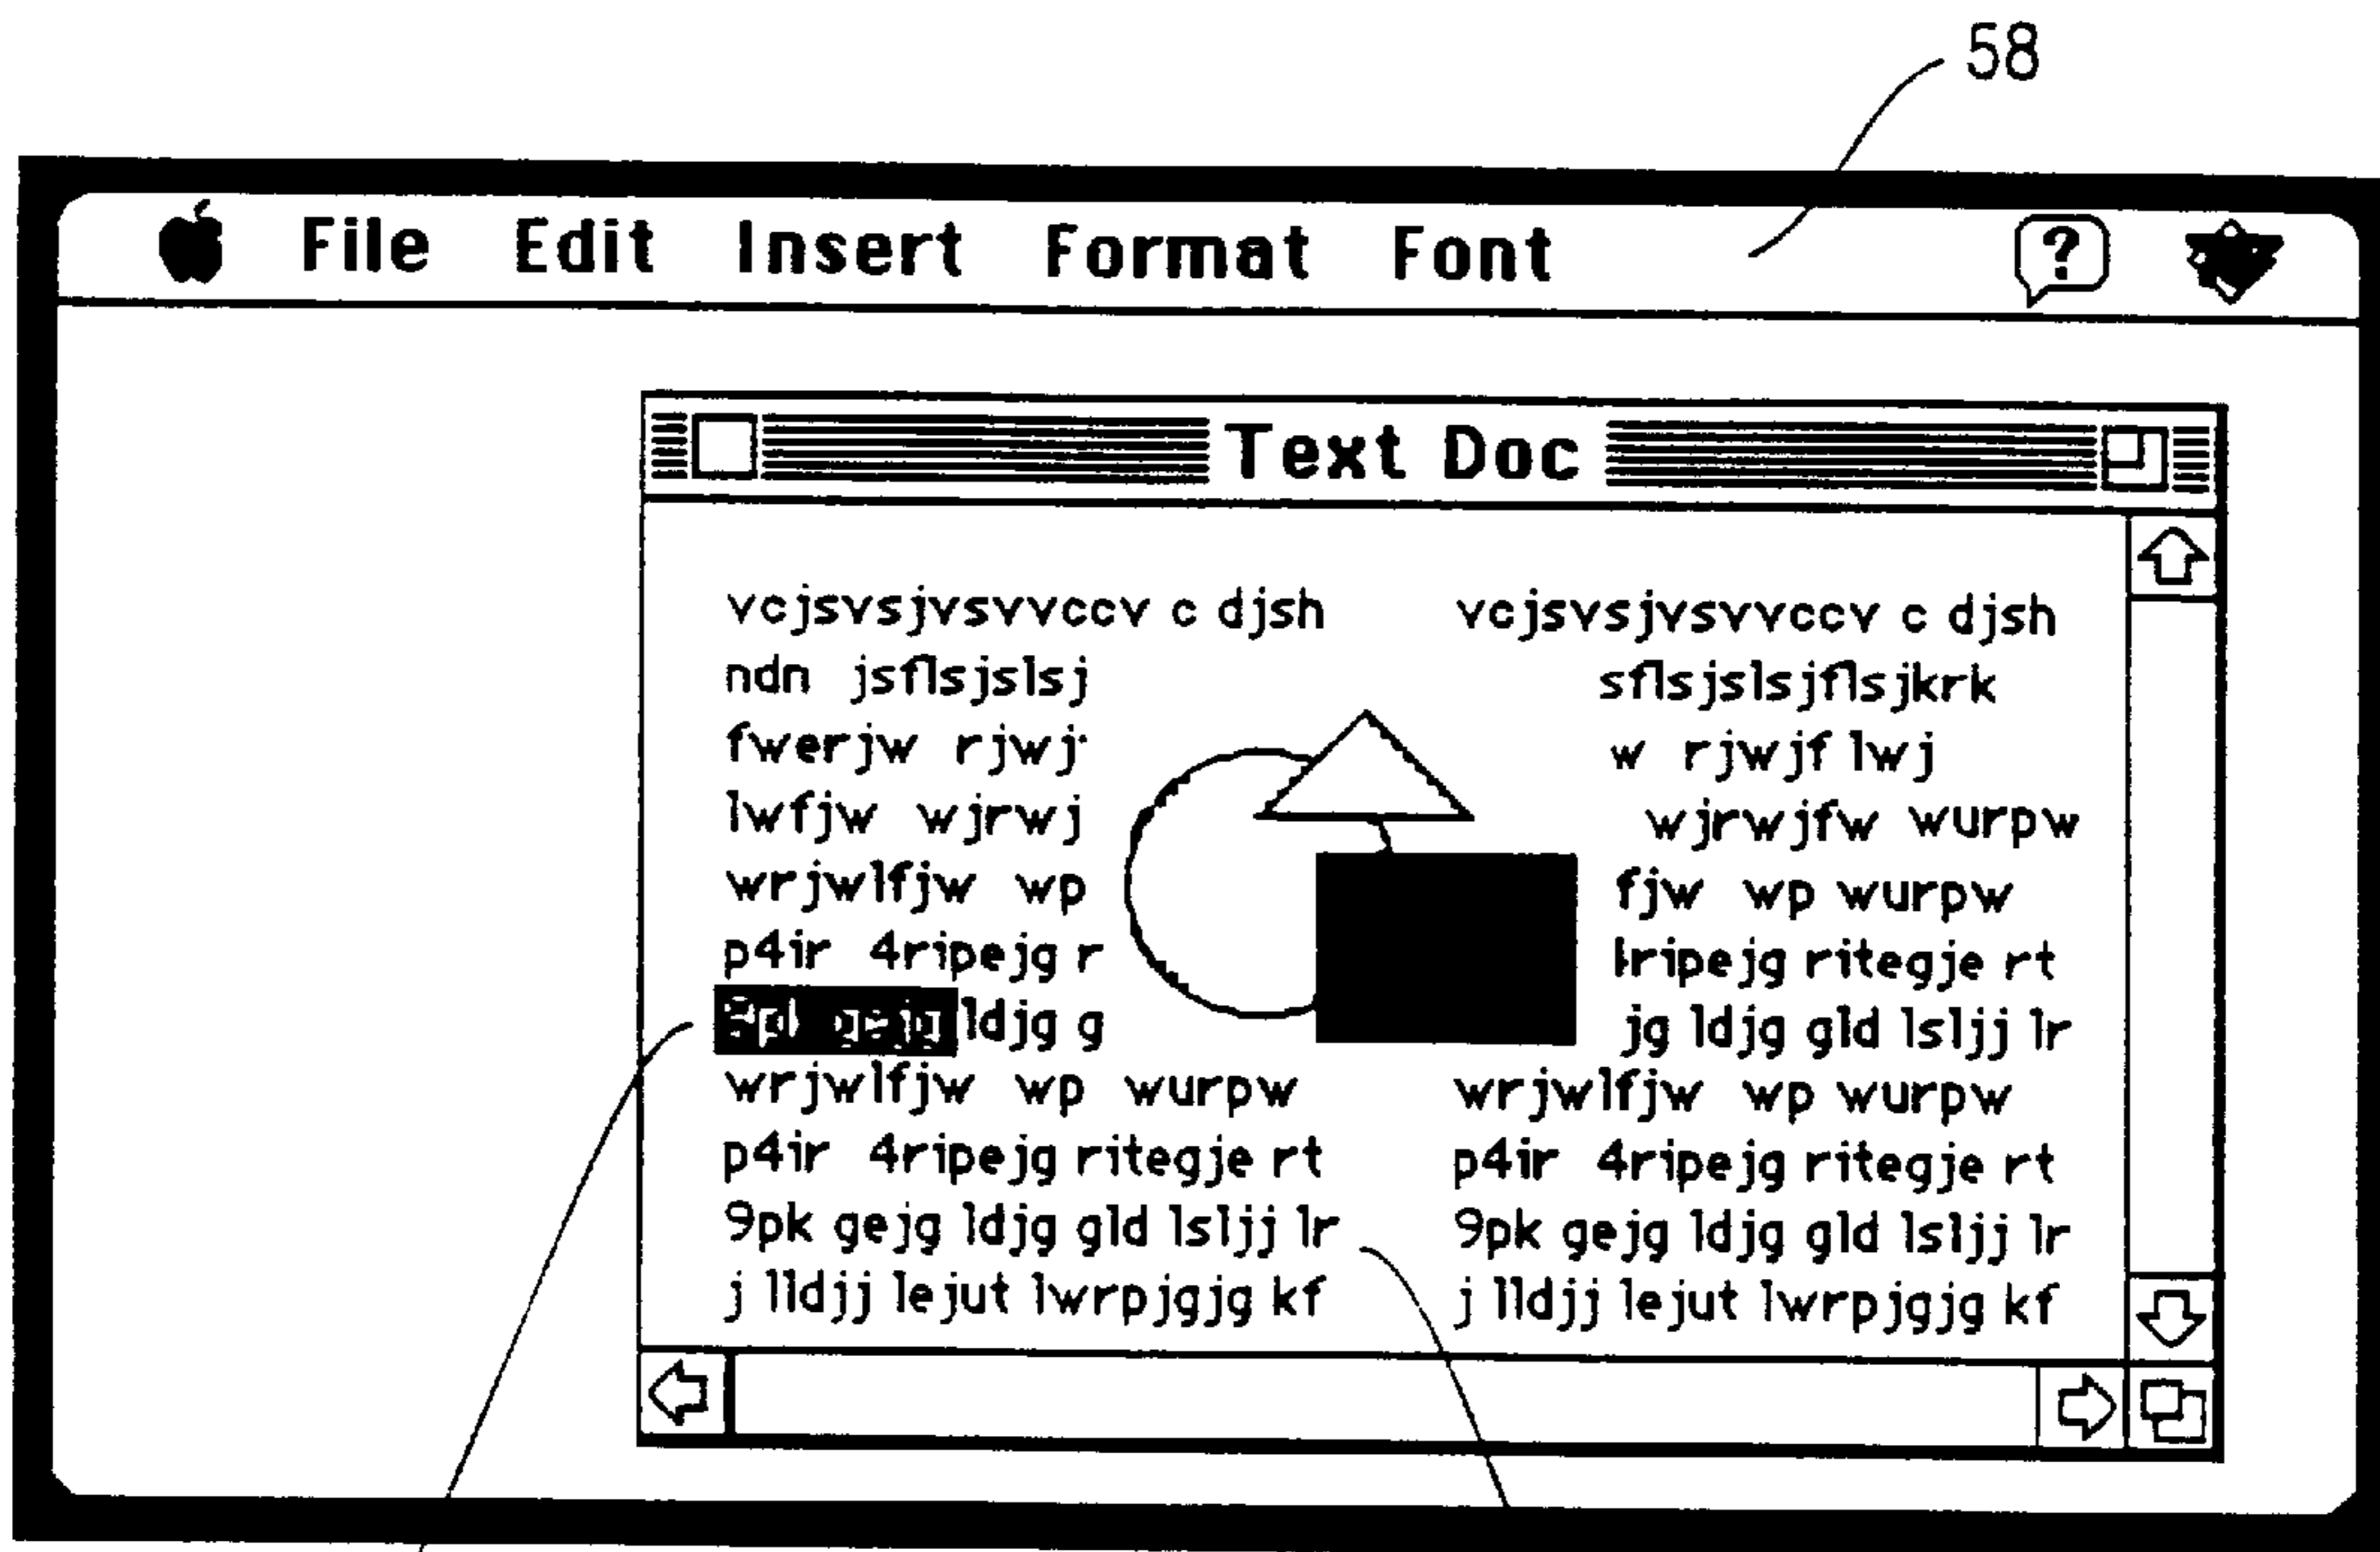 58
File Edit Insert Format Font ?
Text Doc
vcjsvsjvsvvccv c djsh
ndn jsflsjslsj
fwerjw rjwj
lwfjw wjrwj
wrjwlfjw wp
p4ir 4ripejg r
gejg ldjg g
wrjwlfjw wp wurpw
p4ir 4ripejg ritegje rt
9pk gejg ldjg gld lsljj lr
j lldjj lejut lwrpjgjg kf
vcjsvsjvsvvccv c djsh
sflsjslsjflsjkrk
w rjwjf lwj
wjrwjfw wurpw
fjw wp wurpw
ritegje rt
jg ldjg gld lsljj lr
wrjwlfjw wp wurpw
p4ir 4ripejg ritegje rt
9pk gejg ldjg gld lsljj lr
j lldjj lejut lwrpjgjg kf